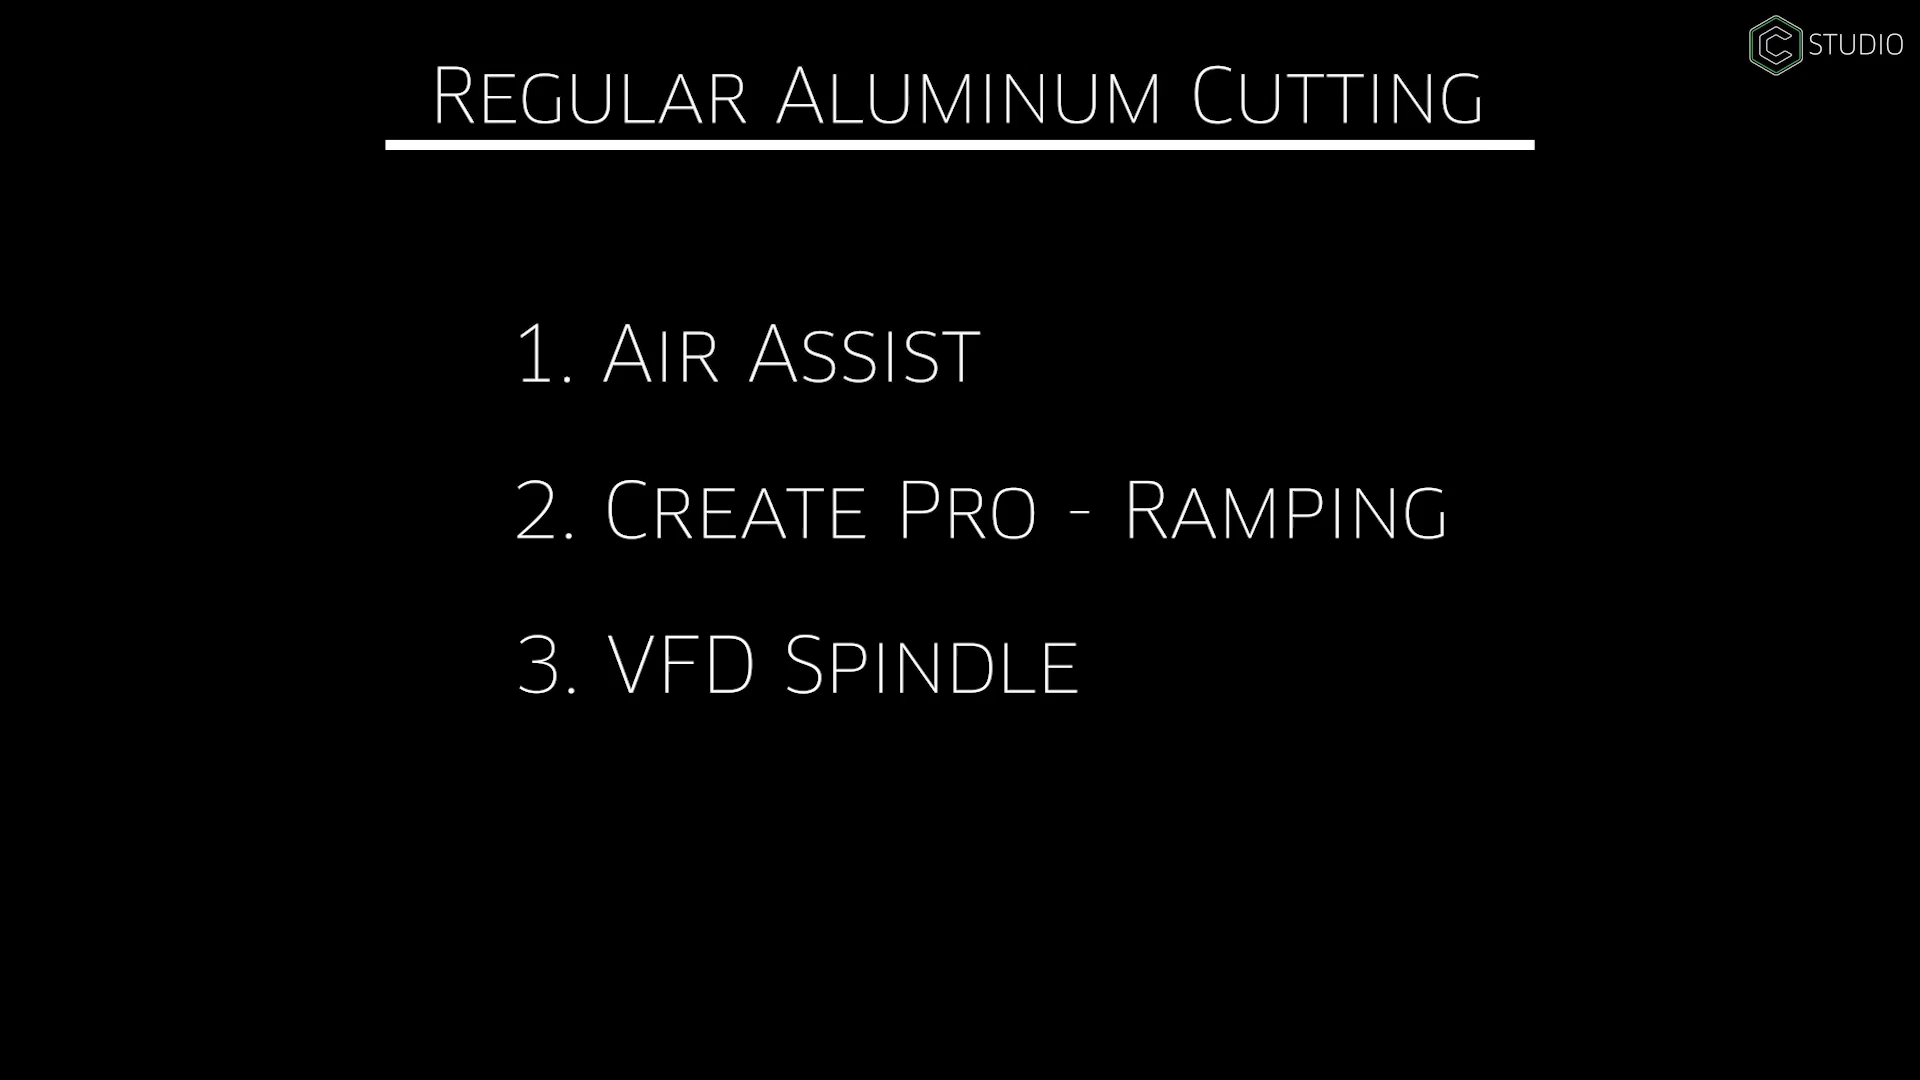 STUDIO
REGULAR ALUMINUM CUTTING
1. AIR ASSIST
2. CREATE PRO - RAMPING
3. VFD SPINDLE